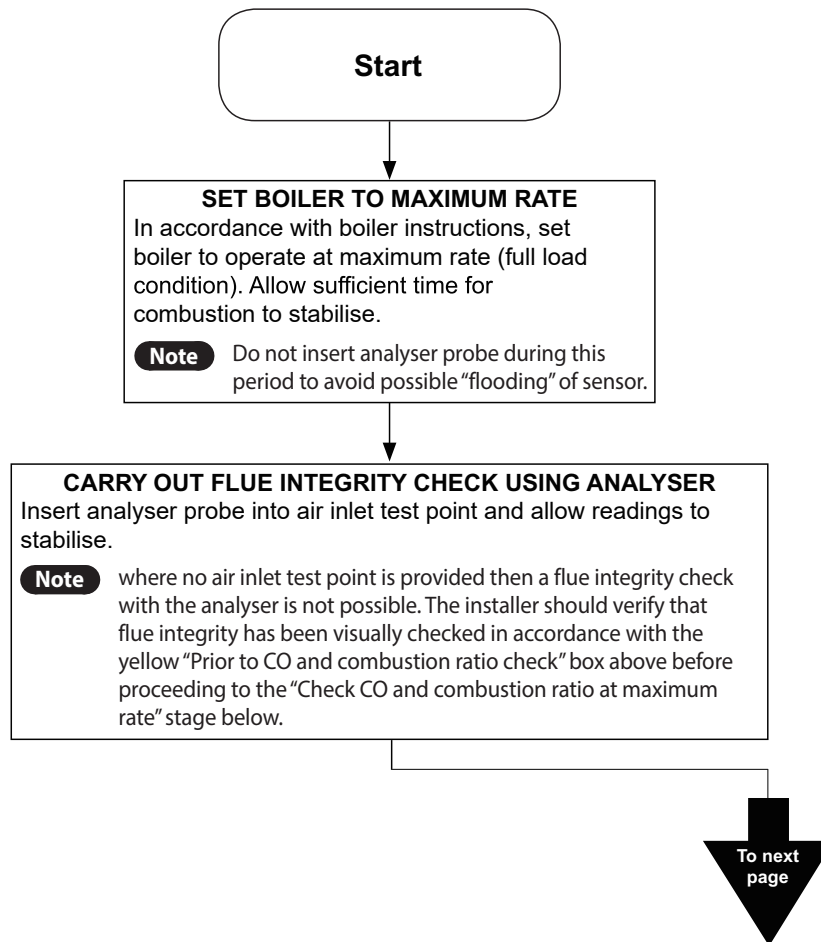 Start
SET BOILER TO MAXIMUM RATE
In accordance with boiler instructions, set
boiler to operate at maximum rate (full load
condition). Allow sufficient time for
combustion to stabilise.
Note Do not insert analyser probe during this
period to avoid possible “flooding” of sensor.
CARRY OUT FLUE INTEGRITY CHECK USING ANALYSER
Insert analyser probe into air inlet test point and allow readings to
stabilise.
Note where no air inlet test point is provided then a flue integrity check
with the analyser is not possible. The installer should verify that
flue integrity has been visually checked in accordance with the
yellow “Prior to CO and combustion ratio check” box above before
proceeding to the “Check CO and combustion ratio at maximum
rate” stage below.
To next
page